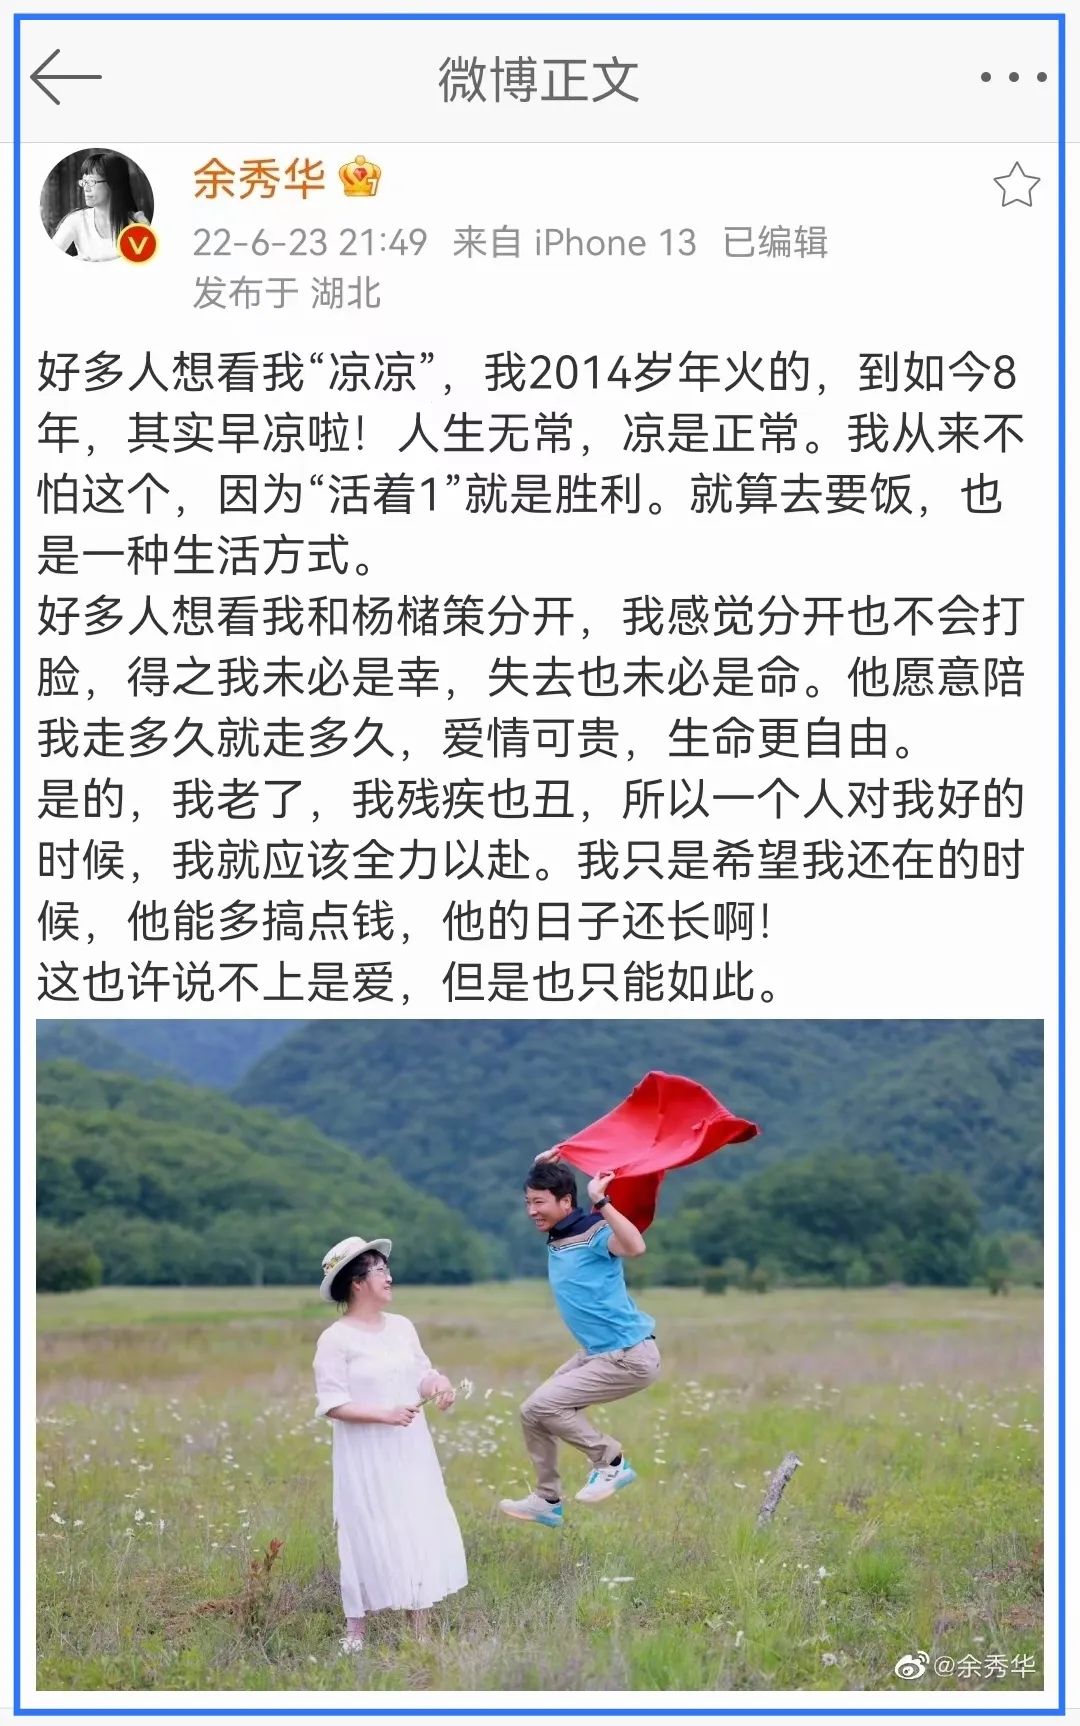 微博正文
余秀华
22-6-23 21:49 来自 iPhone 13 已编辑
发布于 湖北
好多人想看我“凉凉”，我2014岁年火的，到如今8
年，其实早凉啦！人生无常，凉是正常。我从来不
怕这个，因为“活着1”就是胜利。就算去要饭，也
是一种生活方式。
好多人想看我和杨槠策分开，我感觉分开也不会打
脸，得之我未必是幸，失去也未必是命。他愿意陪
我走多久就走多久，爱情可贵，生命更自由。
是的，我老了，我残疾也丑，所以一个人对我好的
时候，我就应该全力以赴。我只是希望我还在的时
候，他能多搞点钱，他的日子还长啊！
这也许说不上是爱，但是也只能如此。
@余秀华